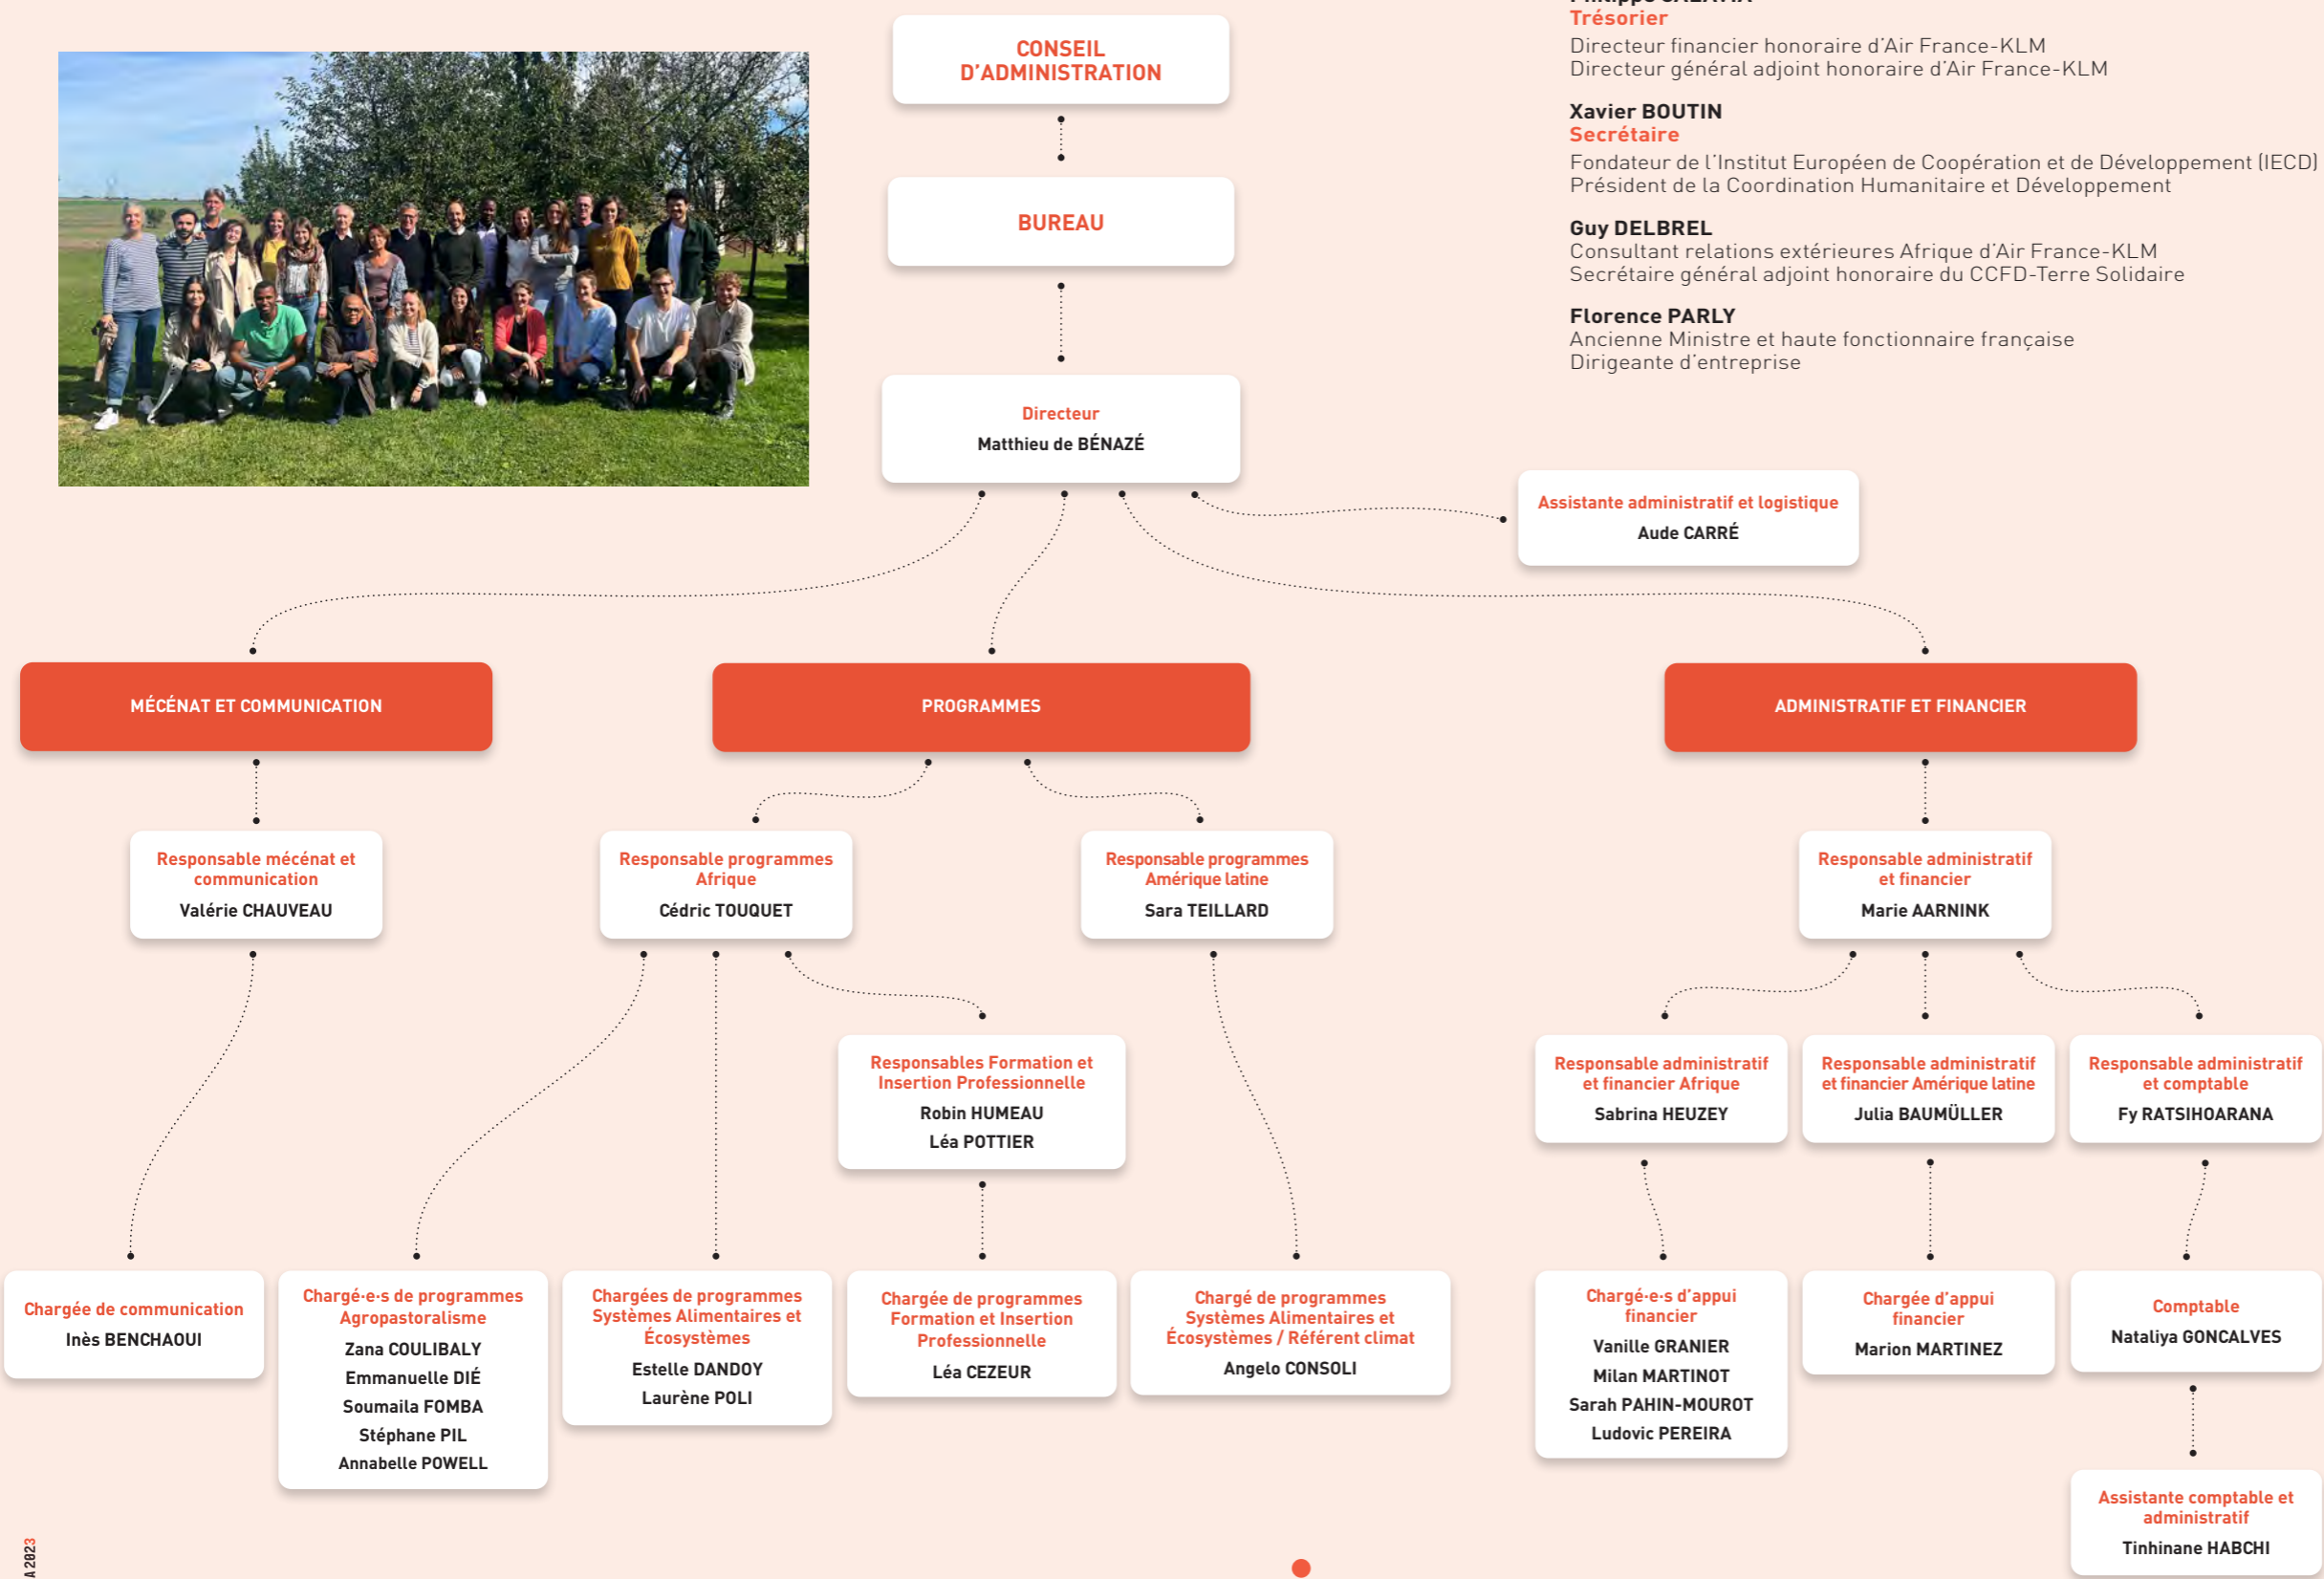 Trésorier
Directeur financier honoraire d'Air France-KLM
Directeur général adjoint honoraire d'Air France-KLM
Xavier BOUTIN
Secrétaire
Fondateur de l'Institut Européen de Coopération et de Développement (IECD)
Président de la Coordination Humanitaire et Développement
Guy DELBREL
Consultant relations extérieures Afrique d'Air France-KLM
Secrétaire général adjoint honoraire du CCFD-Terre Solidaire
Florence PARLY
Ancienne Ministre et haute fonctionnaire française
Dirigeante d'entreprise
CONSEIL
D'ADMINISTRATION
BUREAU
Directeur
Matthieu de BÉNAZÉ
Assistante administratif et logistique
Aude CARRÉ
MÉCÉNAT ET COMMUNICATION
PROGRAMMES
ADMINISTRATIF ET FINANCIER
Responsable mécénat et
communication
Valérie CHAUVEAU
Responsable programmes
Afrique
Cédric TOUQUET
Responsable programmes
Amérique latine
Sara TEILLARD
Responsable administratif
et financier
Marie AARNINK
Responsables Formation et
Insertion Professionnelle
Robin HUMEAU
Léa POTTIER
Responsable administratif
et financier Afrique
Sabrina HEUZEY
Responsable administratif
et financier Amérique latine
Julia BAUMÜLLER
Responsable administratif
et comptable
Fy RATSIHOARANA
Chargée de communication
Inès BENCHAOUI
Chargé·e·s de programmes
Agropastoralisme
Zana COULIBALY
Emmanuelle DIÉ
Soumaila FOMBA
Stéphane PIL
Annabelle POWELL
Chargées de programmes
Systèmes Alimentaires et
Écosystèmes
Estelle DANDOY
Laurène POLI
Chargée de programmes
Formation et Insertion
Professionnelle
Léa CEZEUR
Chargé de programmes
Systèmes Alimentaires et
Écosystèmes / Référent climat
Angelo CONSOLI
Chargé·e·s d'appui
financier
Vanille GRANIER
Milan MARTINOT
Sarah PAHIN-MOUROT
Ludovic PEREIRA
Chargée d'appui
financier
Marion MARTINEZ
Comptable
Nataliya GONCALVES
Assistante comptable et
administratif
Tinhinane HABCHI
A 2023